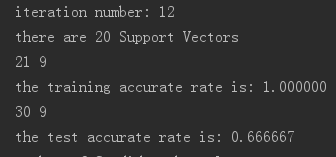 iteration number: 12
there are 20 Support Vectors
21 9
the training accurate rate is: 1.000000
30 9
the test accurate rate is: 0.666667